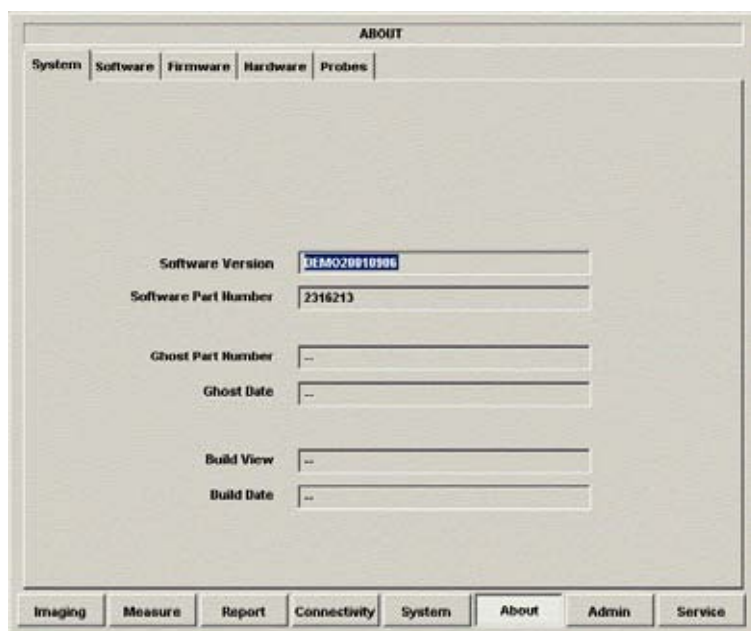 ABOUT
System Software Firmware Hardware Probes
Software Version DEMO20010906
Software Part Number 2316213
Ghost Part Number --
Ghost Date --
Build View --
Build Date --
Imaging Measure Report Connectivity System About Admin Service